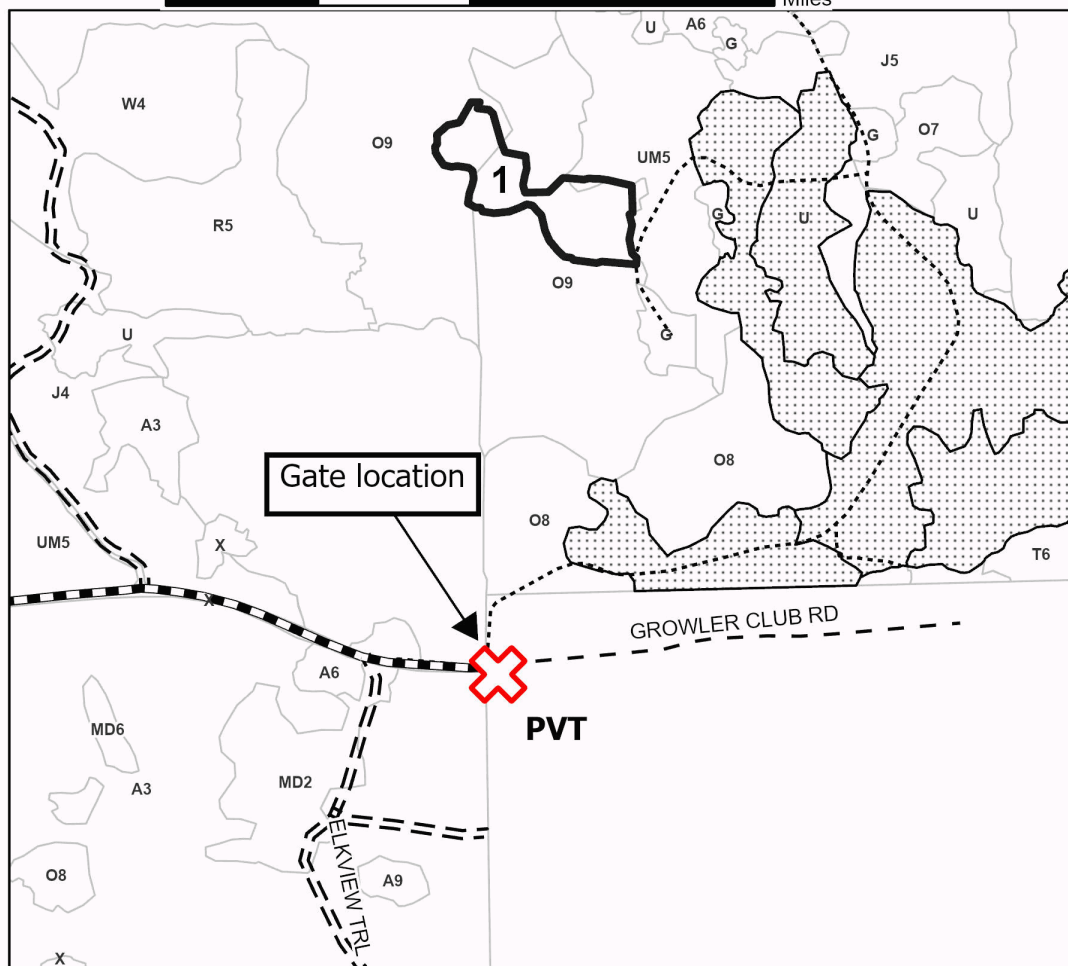 Miles
U
A6
G
J5
W4
O9
G
O7
UM5
1
R5
G
U
U
O9
U
G
J4
A3
O8
Gate location
O8
UM5
X
T6
X
GROWLER CLUB RD
A6
PVT
MD6
MD2
A3
ELKVIEW TRL
O8
A9
X